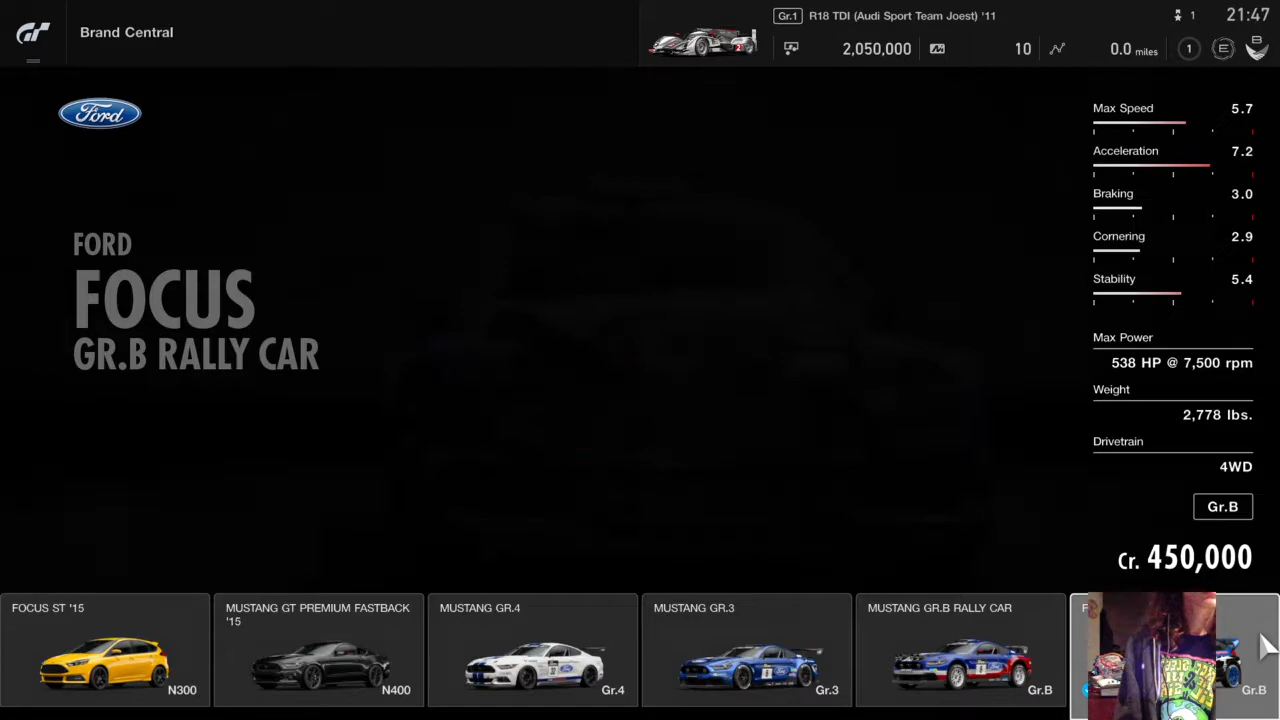 Brand Central
Gr.1 R18 TDI (Audi Sport Team Joest) '11
1
21:47
2,050,000
10
0.0 miles
1
E
B
Ford
FORD
FOCUS
GR.B RALLY CAR
Max Speed 5.7
Acceleration 7.2
Braking 3.0
Cornering 2.9
Stability 5.4
Max Power
538 HP @ 7,500 rpm
Weight
2,778 lbs.
Drivetrain
4WD
Gr.B
Cr. 450,000
FOCUS ST '15
N300
MUSTANG GT PREMIUM FASTBACK
'15
N400
MUSTANG GR.4
Gr.4
MUSTANG GR.3
Gr.3
MUSTANG GR.B RALLY CAR
Gr.B
Gr.B